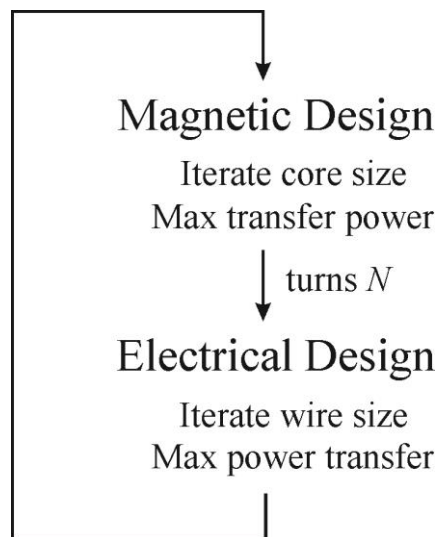 Magnetic Design
Iterate core size
Max transfer power
turns N
Electrical Design
Iterate wire size
Max power transfer